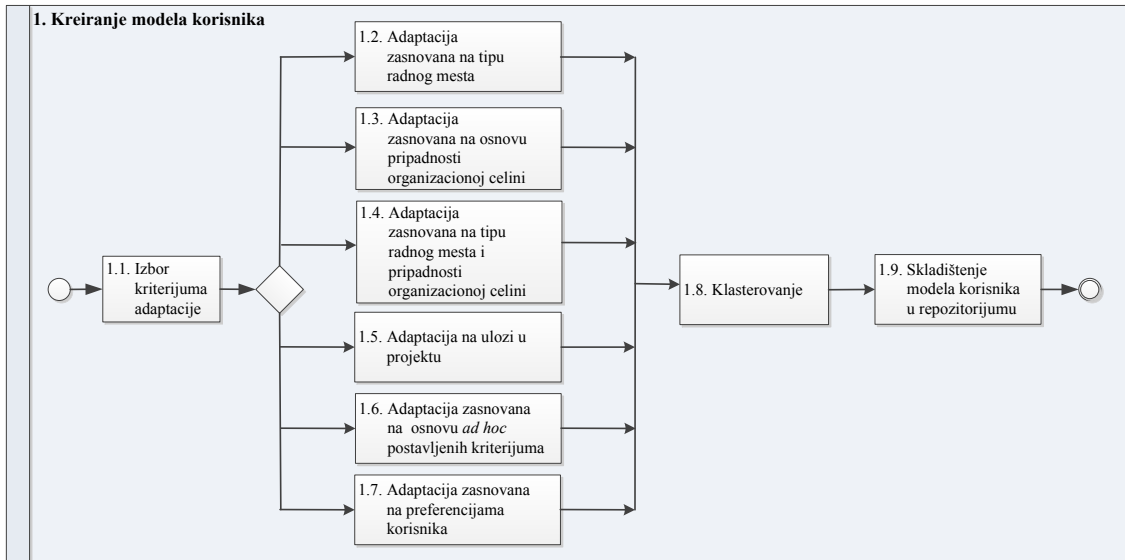 1. Kreiranje modela korisnika
1.2. Adaptacija
zasnovana na tipu
radnog mesta
1.3. Adaptacija
zasnovana na osnovu
pripadnosti
organizacionoj celini
1.4. Adaptacija
zasnovana na tipu
radnog mesta i
pripadnosti
organizacionoj celini
1.1. Izbor
kriterijuma
adaptacije
1.5. Adaptacija na ulozi u
projektu
1.6. Adaptacija zasnovana
na osnovu ad hoc
postavljenih kriterijuma
1.7. Adaptacija zasnovana
na preferencijama
korisnika
1.8. Klasterovanje
1.9. Skladištenje
modela korisnika
u repozitorijumu